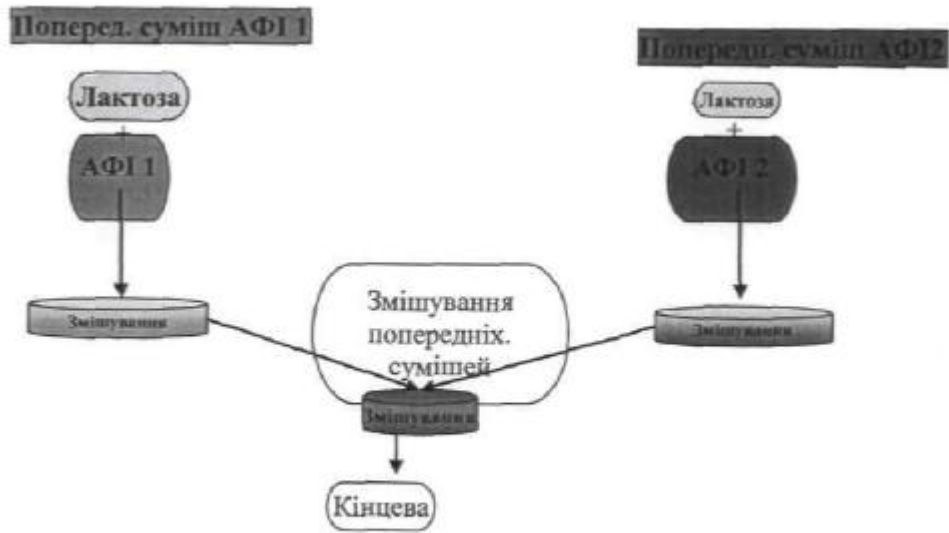 Поперед. суміш АФІ 1
Лактоза
+
АФІ 1
Змішування
Попередн. суміш АФІ2
Лактоза
+
АФІ 2
Змішування
Змішування
попередніх.
сумішей
Змішування
Кінцева